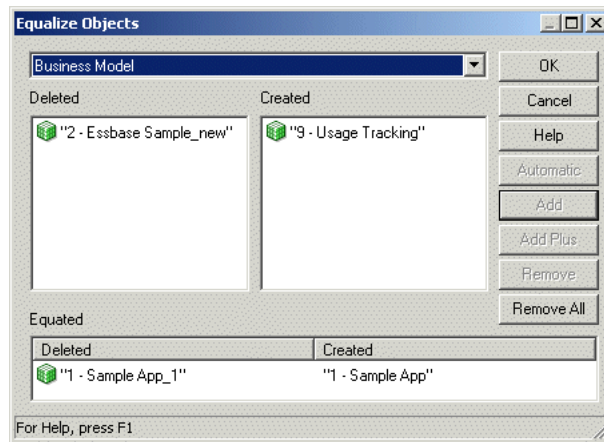 Equalize Objects
Business Model
OK
Deleted Created
Cancel
"2 - Essbase Sample_new" "9 - Usage Tracking"
Help
Automatic
Add
Add Plus
Remove
Remove All
Equated
Deleted Created
"1 - Sample App_1" "1 - Sample App"
For Help, press F1